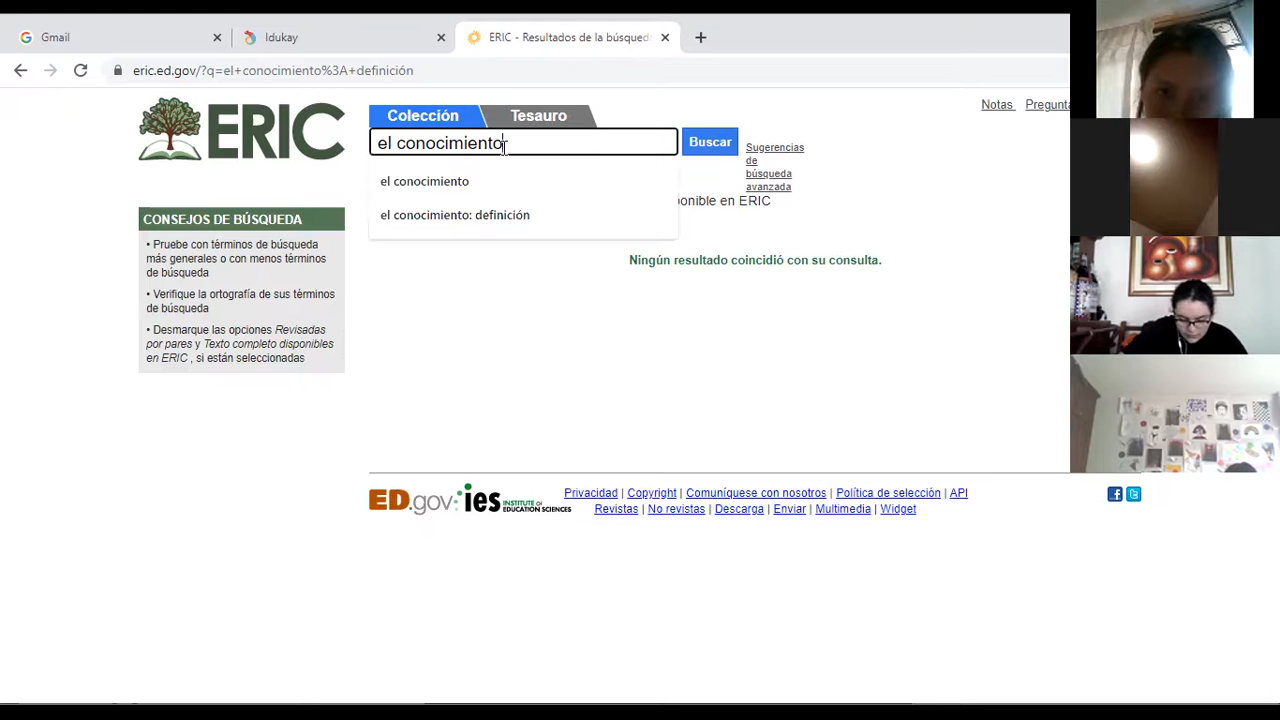 Gmail
Idukay
ERIC - Resultados de la búsqued
eric.ed.gov/?q=el+conocimiento%3A+definición
ERIC
Colección
Tesauro
Notas
Pregunta
el conocimiento
Buscar
Sugerencias
de
búsqueda
avanzada
el conocimiento
el conocimiento: definición
ponible en ERIC
CONSEJOS DE BÚSQUEDA
• Pruebe con términos de búsqueda
más generales o con menos términos
de búsqueda
• Verifique la ortografía de sus términos
de búsqueda
• Desmarque las opciones Revisadas
por pares y Texto completo disponibles
en ERIC , si están seleccionadas
Ningún resultado coincidió con su consulta.
ED.gov
ies INSTITUTE OF
EDUCATION SCIENCES
Privacidad | Copyright | Comuníquese con nosotros | Política de selección | API
Revistas | No revistas | Descarga | Enviar | Multimedia | Widget